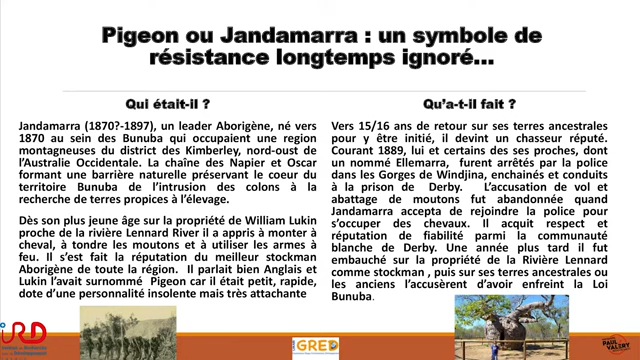 Pigeon ou Jandamarra : un symbole de
résistance longtemps ignoré...
Qui était-il ?
Jandamarra (1870?-1897), un leader Aborigène, né vers
1870 au sein des Bunuba qui occupaient une region
montagneuses du district des Kimberley, nord-oust de
l'Australie Occidentale. La chaîne des Napier et Oscar
formant une barrière naturelle préservant le coeur du
territoire Bunuba de l'intrusion des colons à la
recherche de terres propices à l'élevage.
Dès son plus jeune âge sur la propriété de William Lukin
proche de la rivière Lennard River il a appris à monter à
cheval, à tondre les moutons et à utiliser les armes à
feu. Il s'est fait la réputation du meilleur stockman
Aborigène de toute la région. Il parlait bien Anglais et
Lukin l'avait surnommé Pigeon car il était petit, rapide,
dote d'une personnalité insolente mais très attachante
Qu'a-t-il fait ?
Vers 15/16 ans de retour sur ses terres ancestrales
pour y être initié, il devint un chasseur réputé.
Courant 1889, lui et certains des ses proches, dont
un nommé Ellemarra, furent arrêtés par la police
dans les Gorges de Windjina, enchainés et conduits
à la prison de Derby. L'accusation de vol et
abattage de moutons fut abandonnée quand
Jandamarra accepta de rejoindre la police pour
s'occuper des chevaux. Il acquit respect et
réputation de fiabilité parmi la communauté
blanche de Derby. Une année plus tard il fut
embauché sur la propriété de la Rivière Lennard
comme stockman , puis sur ses terres ancestrales ou
les anciens l'accusèrent d'avoir enfreint la Loi
Bunuba.
IRD
GRED
PAUL
VALÉRY